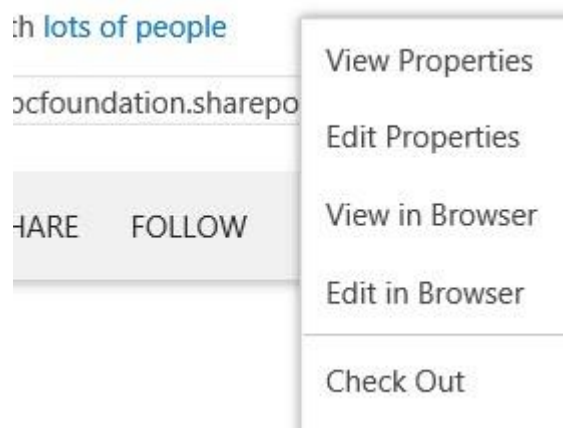 th lots of people
ocfoundation.sharepo
HARE FOLLOW
View Properties
Edit Properties
View in Browser
Edit in Browser
Check Out